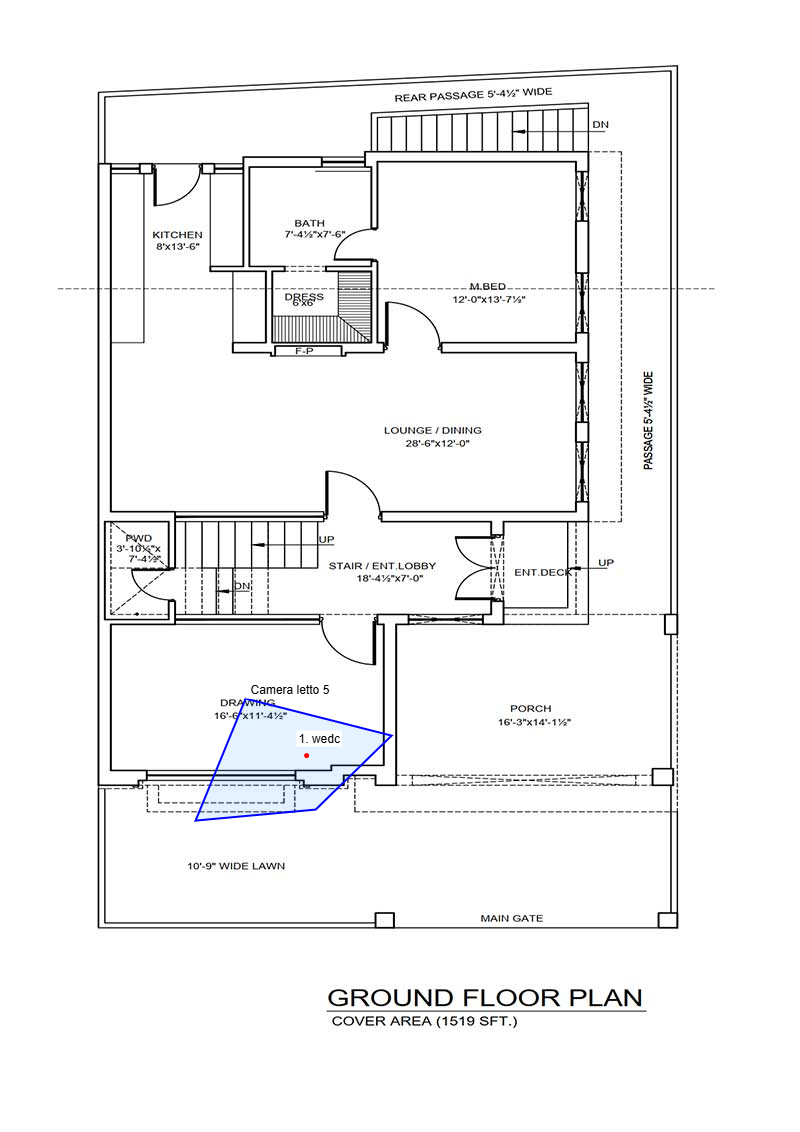 REAR PASSAGE 5'-4½" WIDE
DN
BATH
7'-4½"x7'-6"
KITCHEN
8'x13'-6"
M.BED
12'-0"x13'-7½"
DRESS
6'x6'
F-P
PASSAGE 5'-4½" WIDE
LOUNGE / DINING
28'-6"x12'-0"
PWD
3'-10½"x
7'-4½"
UP
STAIR / ENT.LOBBY
18'-4½"x7'-0"
UP
ENT.DECK
DN
Camera letto 5
DRAWING
16'-6"x11'-4½"
1. wedc
PORCH
16'-3"x14'-1½"
10'-9" WIDE LAWN
MAIN GATE
GROUND FLOOR PLAN
COVER AREA (1519 SFT.)